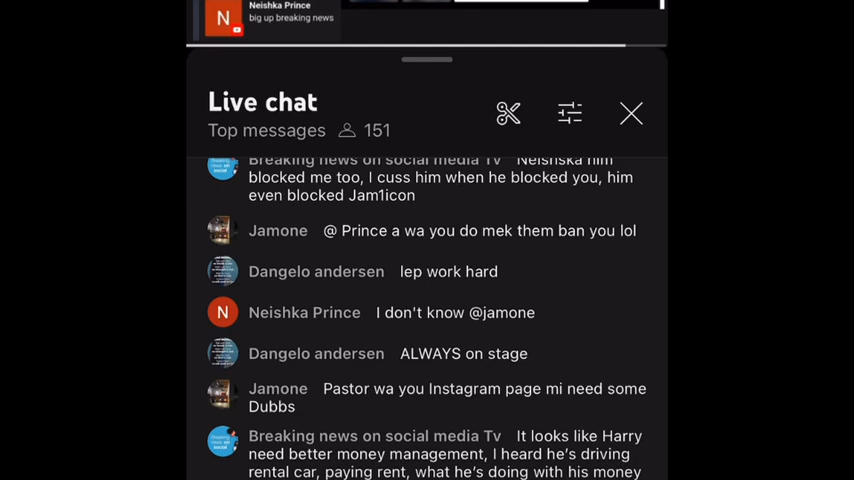 Neishka Prince
big up breaking news
N
Live chat
Top messages 151
Breaking news on social media Tv Neishska him
blocked me too, I cuss him when he blocked you, him
even blocked Jam1icon
Jamone @ Prince a wa you do mek them ban you lol
Dangelo andersen lep work hard
N Neishka Prince I don't know @jamone
Dangelo andersen ALWAYS on stage
Jamone Pastor wa you Instagram page mi need some
Dubbs
Breaking news on social media Tv It looks like Harry
need better money management, I heard he's driving
rental car, paying rent, what he's doing with his money